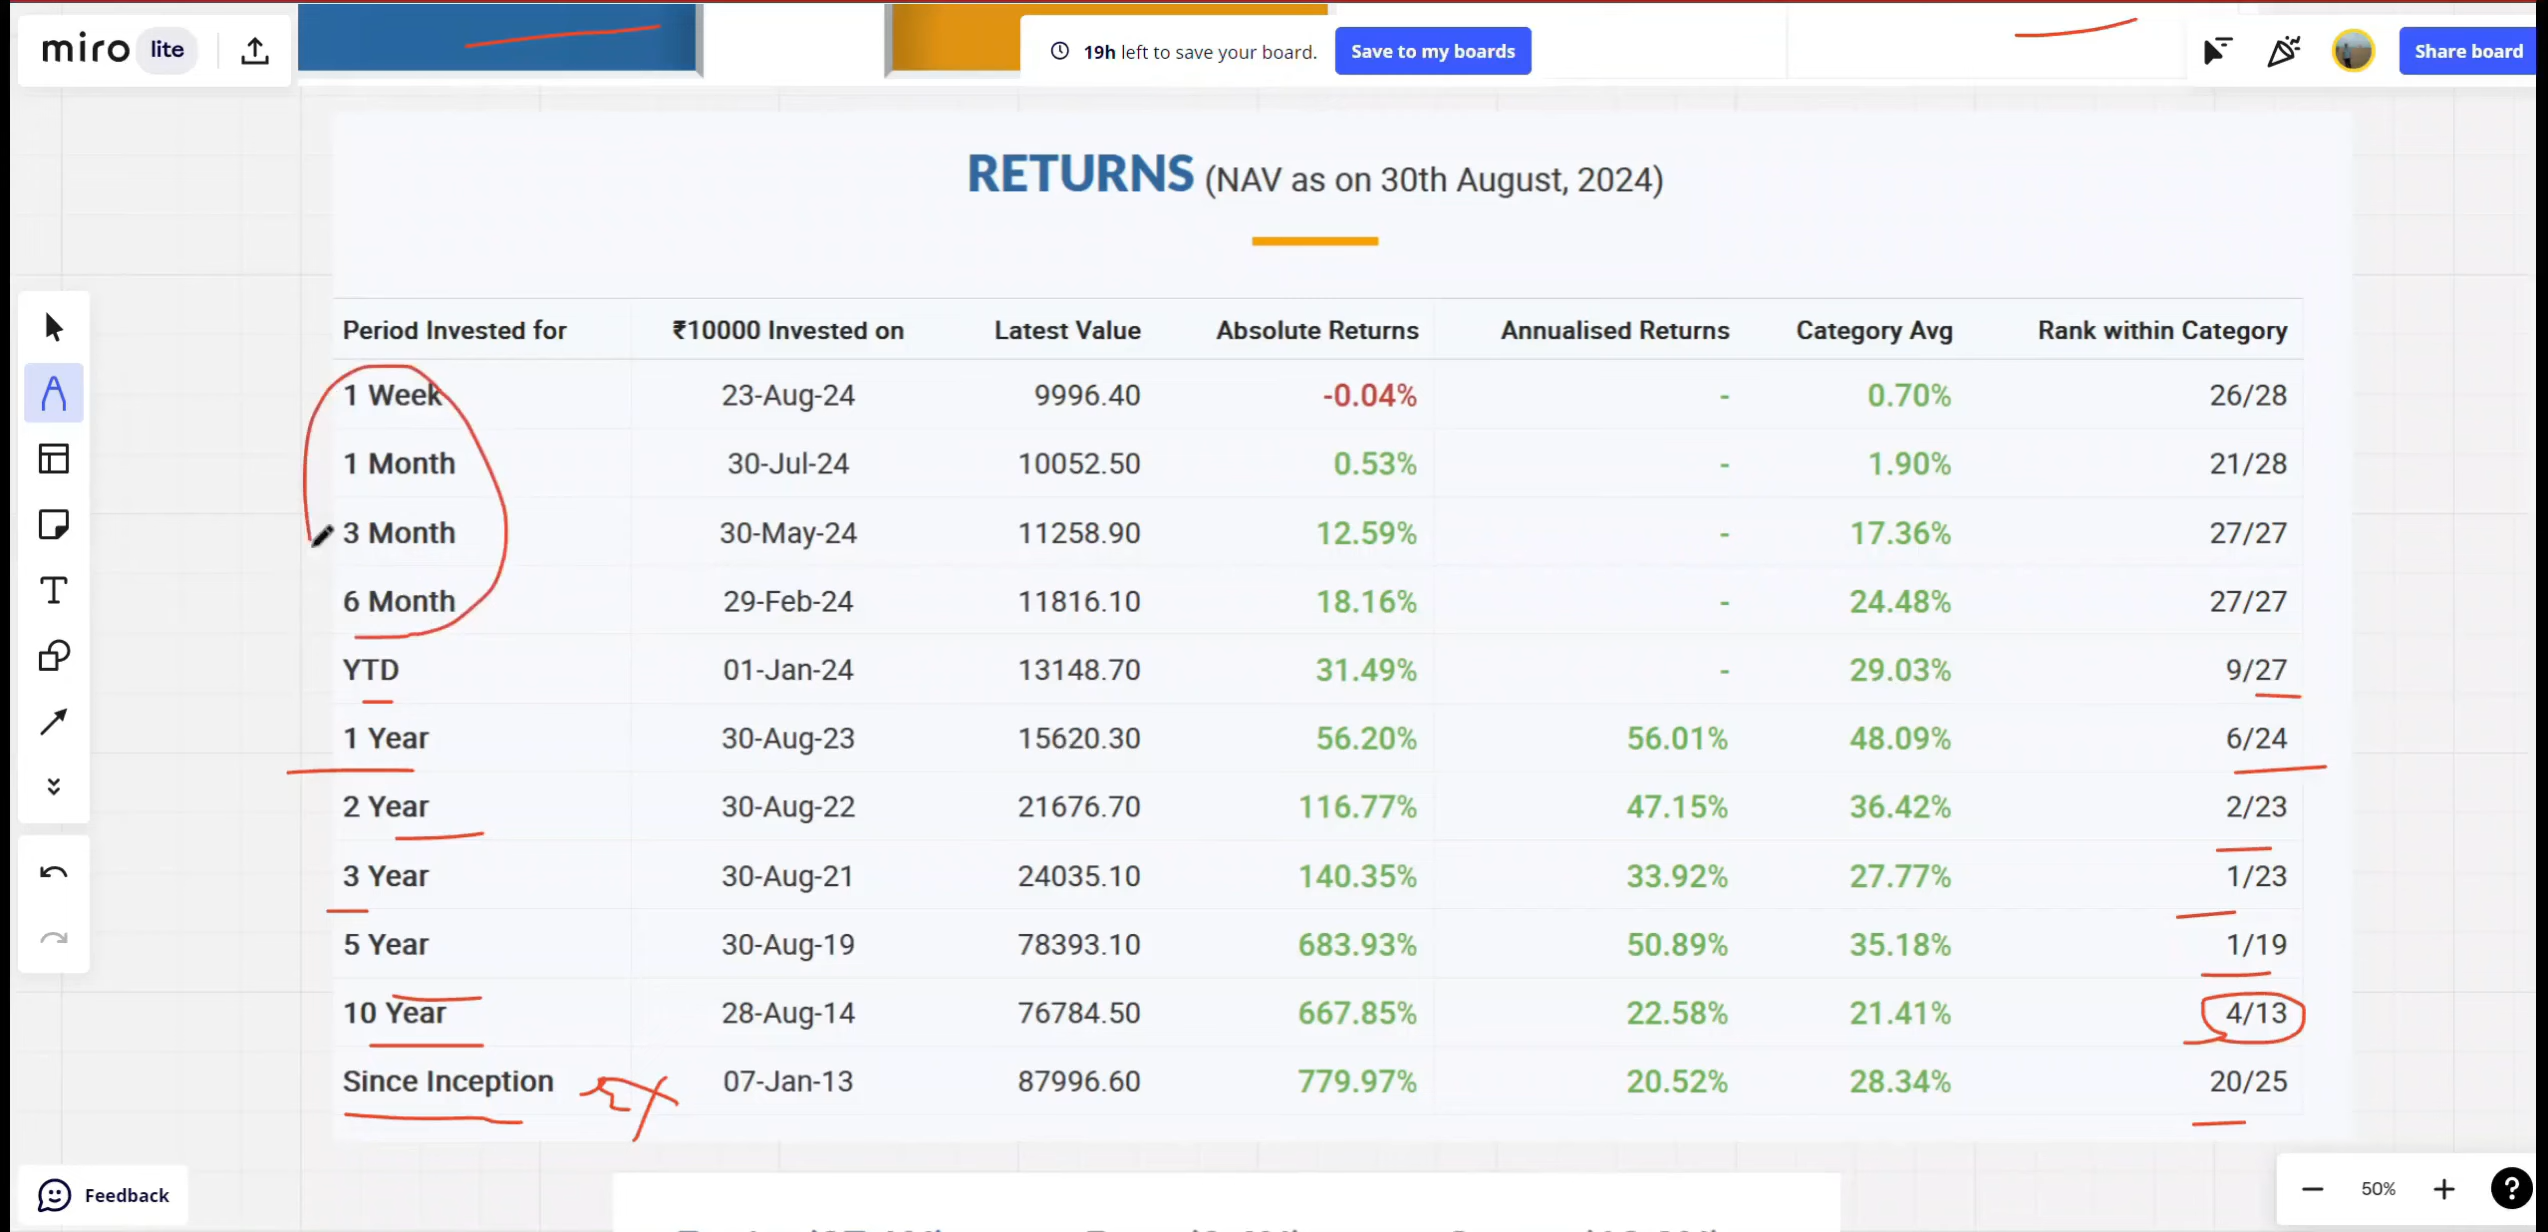 miro lite
19h left to save your board. Save to my boards
Share board
RETURNS (NAV as on 30th August, 2024)
Period Invested for ₹10000 Invested on Latest Value Absolute Returns Annualised Returns Category Avg Rank within Category
1 Week 23-Aug-24 9996.40 -0.04% - 0.70% 26/28
1 Month 30-Jul-24 10052.50 0.53% - 1.90% 21/28
3 Month 30-May-24 11258.90 12.59% - 17.36% 27/27
6 Month 29-Feb-24 11816.10 18.16% - 24.48% 27/27
YTD 01-Jan-24 13148.70 31.49% - 29.03% 9/27
1 Year 30-Aug-23 15620.30 56.20% 56.01% 48.09% 6/24
2 Year 30-Aug-22 21676.70 116.77% 47.15% 36.42% 2/23
3 Year 30-Aug-21 24035.10 140.35% 33.92% 27.77% 1/23
5 Year 30-Aug-19 78393.10 683.93% 50.89% 35.18% 1/19
10 Year 28-Aug-14 76784.50 667.85% 22.58% 21.41% 4/13
Since Inception 07-Jan-13 87996.60 779.97% 20.52% 28.34% 20/25
Feedback
50%